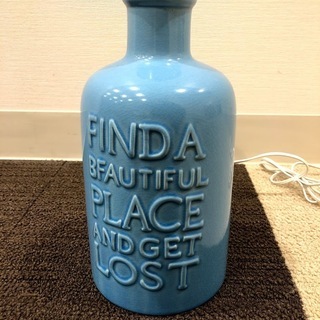 FIND A
BEAUTIFUL
PLACE
AND GET
LOST